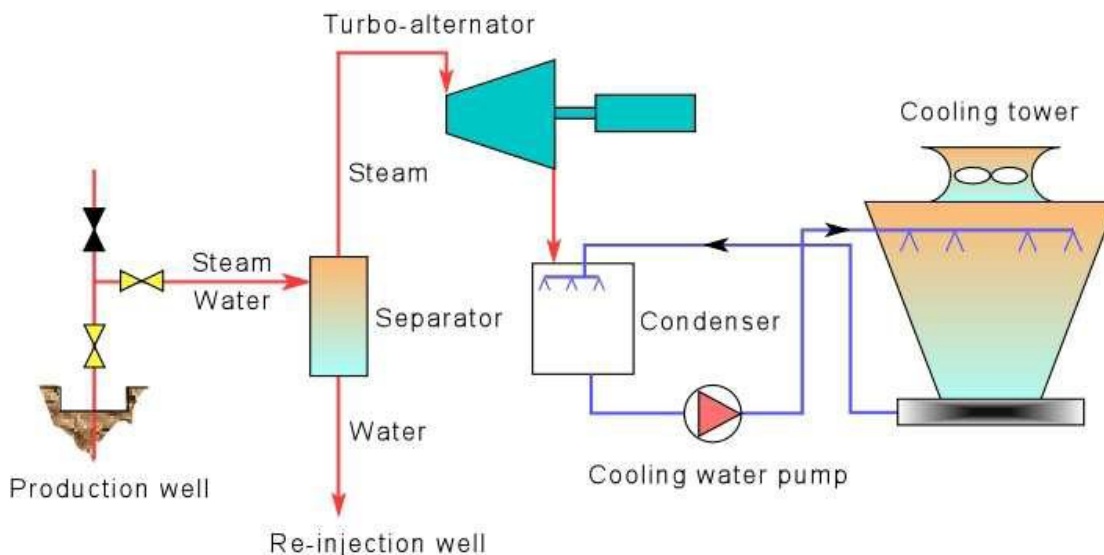 Turbo-alternator
Cooling tower
Steam
Steam
Water
Separator
Condenser
Water
Cooling water pump
Production well
Re-injection well